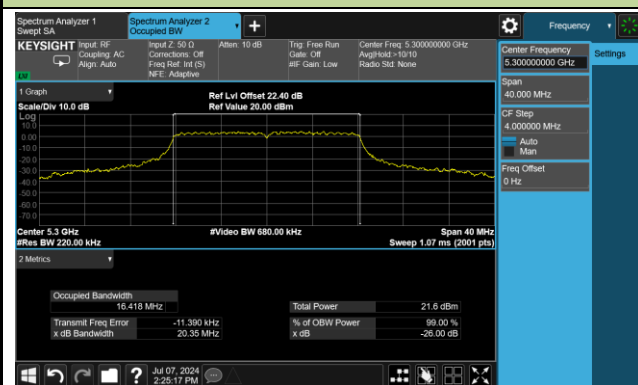 Spectrum Analyzer 1
Swept SA
Spectrum Analyzer 2
Occupied BW
Frequency
KEYSIGHT
Input: RF
Coupling: AC
Align: Auto
Input Z: 50 Ω
Corrections: Off
Freq Ref: Int (S)
NFE: Adaptive
Atten: 10 dB
Trig: Free Run
Gate: Off
#IF Gain: Low
Center Freq: 5.300000000 GHz
Avg|Hold:>10/10
Radio Std: None
LXI
Center Frequency
5.300000000 GHz
Settings
Span
40.000 MHz
CF Step
4.000000 MHz
Auto
Man
Freq Offset
0 Hz
1 Graph
Scale/Div 10.0 dB
Ref Lvl Offset 22.40 dB
Ref Value 20.00 dBm
Log
10.0
0.00
-10.0
-20.0
-30.0
-40.0
-50.0
-60.0
-70.0
Center 5.3 GHz
#Video BW 680.00 kHz
Span 40 MHz
#Res BW 220.00 kHz
Sweep 1.07 ms (2001 pts)
2 Metrics
Occupied Bandwidth
16.418 MHz
Total Power
21.6 dBm
Transmit Freq Error
-11.390 kHz
% of OBW Power
99.00 %
x dB Bandwidth
20.35 MHz
x dB
-26.00 dB
?
Jul 07, 2024
2:25:17 PM